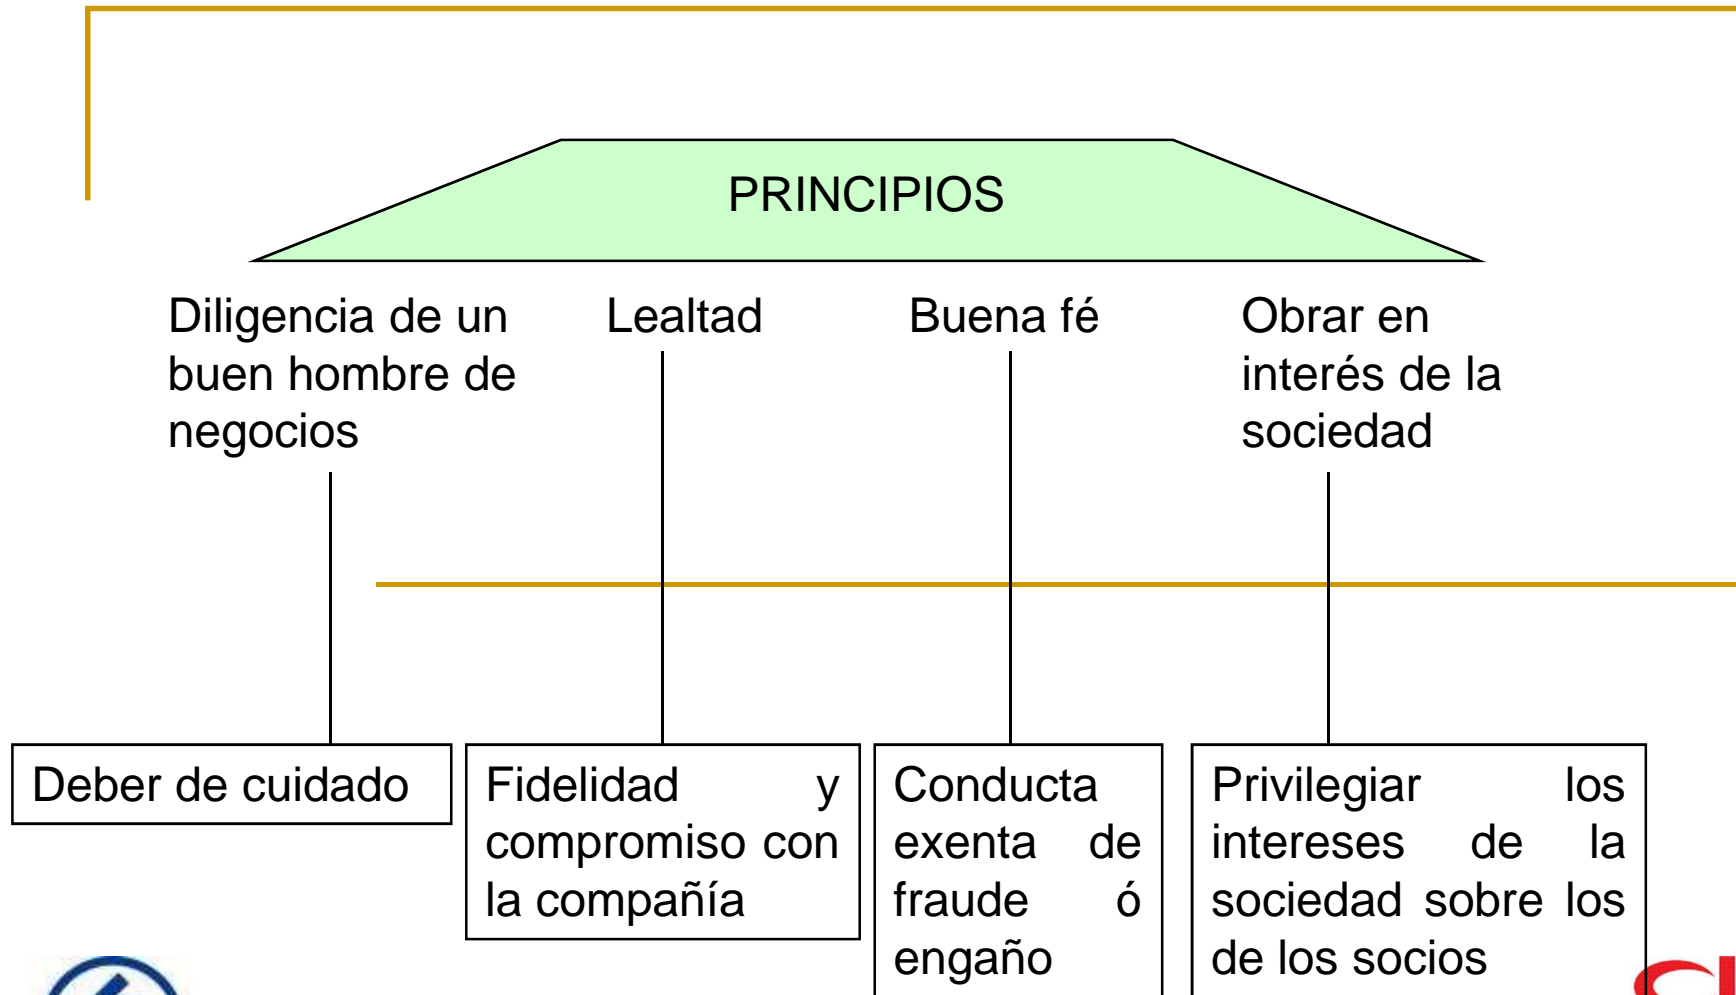 PRINCIPIOS
Diligencia de un
buen hombre de
negocios
Lealtad
Buena fé
Obrar en
interés de la
sociedad
Deber de cuidado
Fidelidad y
compromiso con
la compañía
Conducta
exenta de
fraude ó
engaño
Privilegiar los
intereses de la
sociedad sobre los
de los socios